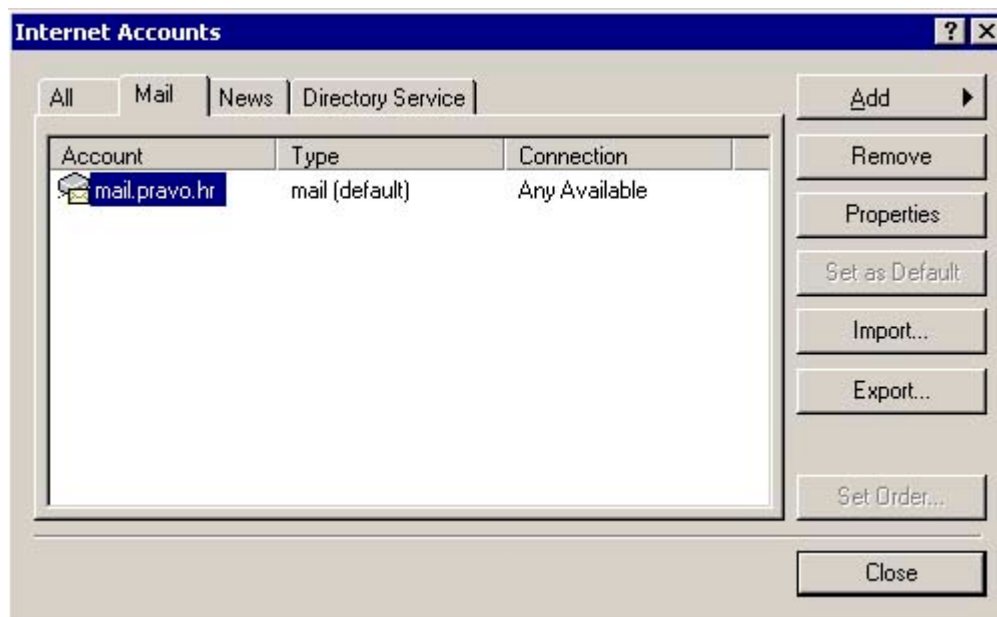 Internet Accounts
All Mail News Directory Service
Account Type Connection
mail.pravo.hr mail (default) Any Available
Add
Remove
Properties
Set as Default
Import...
Export...
Set Order...
Close